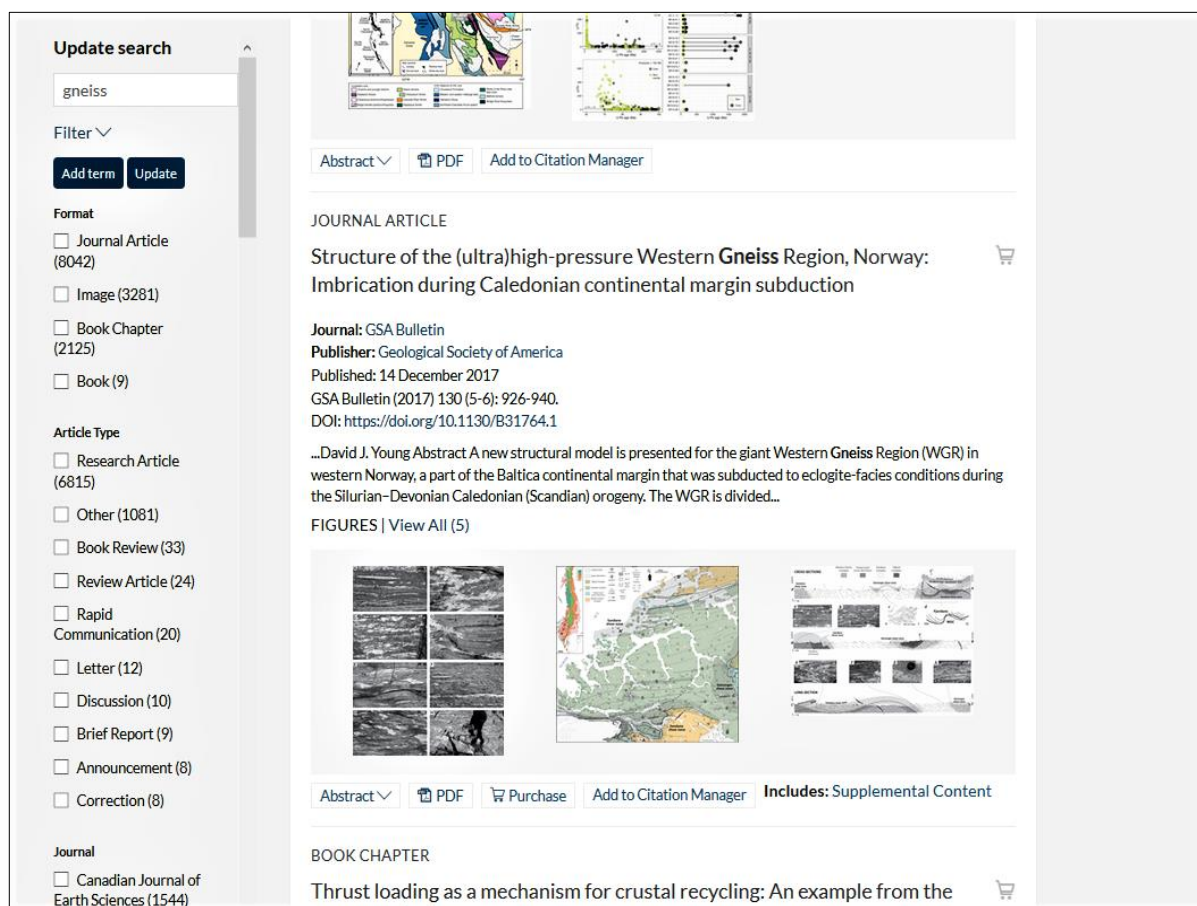 Update search
gneiss
Filter
Add term Update
Format
Journal Article
(8042)
Image (3281)
Book Chapter
(2125)
Book (9)
Article Type
Research Article
(6815)
Other (1081)
Book Review (33)
Review Article (24)
Rapid
Communication (20)
Letter (12)
Discussion (10)
Brief Report (9)
Announcement (8)
Correction (8)
Journal
Canadian Journal of
Earth Sciences (1544)
Abstract PDF Add to Citation Manager
JOURNAL ARTICLE
Structure of the (ultra)high-pressure Western Gneiss Region, Norway:
Imbrication during Caledonian continental margin subduction
Journal: GSA Bulletin
Publisher: Geological Society of America
Published: 14 December 2017
GSA Bulletin (2017) 130 (5-6): 926-940.
DOI: https://doi.org/10.1130/B31764.1
...David J. Young Abstract A new structural model is presented for the giant Western Gneiss Region (WGR) in
western Norway, a part of the Baltica continental margin that was subducted to eclogite-facies conditions during
the Silurian–Devonian Caledonian (Scandian) orogeny. The WGR is divided...
FIGURES | View All (5)
Abstract PDF Purchase Add to Citation Manager Includes: Supplemental Content
BOOK CHAPTER
Thrust loading as a mechanism for crustal recycling: An example from the